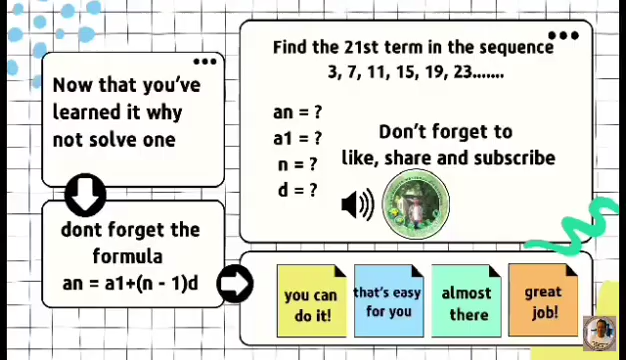 Now that you've
learned it why
not solve one
dont forget the
formula
an = a1+(n - 1)d
Find the 21st term in the sequence
3, 7, 11, 15, 19, 23.......
an = ?
a1 = ?
n = ?
d = ?
Don't forget to
like, share and subscribe
you can
do it!
that's easy
for you
almost
there
great
job!